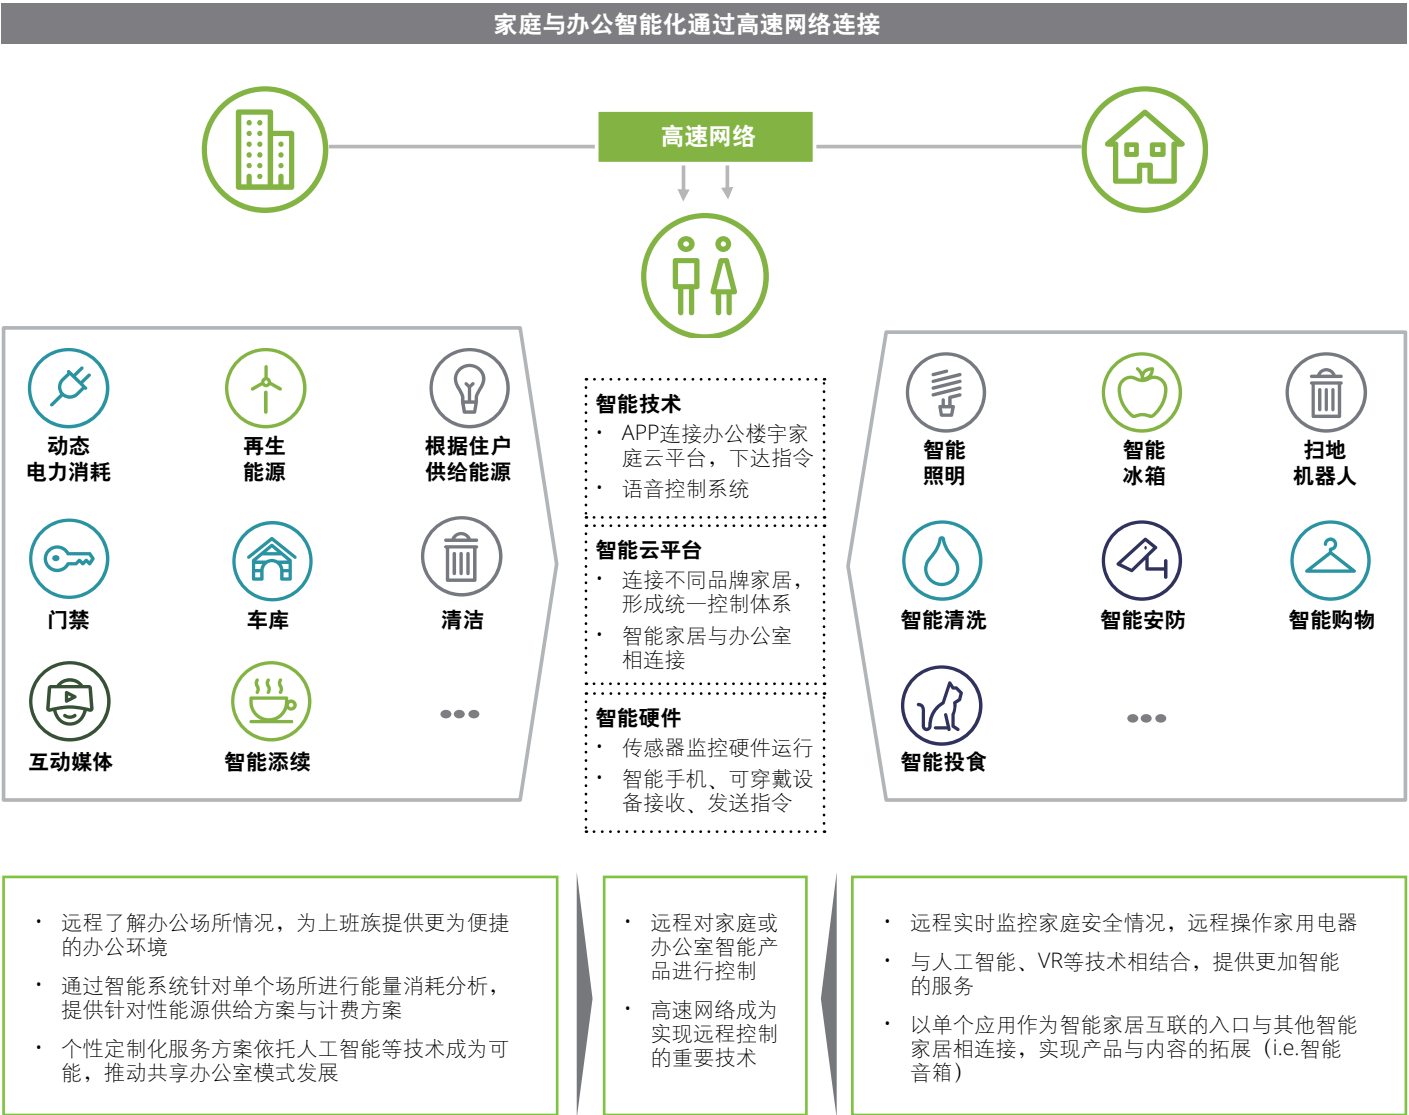 家庭与办公智能化通过高速网络连接
高速网络
动态
电力消耗
再生
能源
根据住户
供给能源
门禁
车库
清洁
互动媒体
智能添续
智能技术
· APP连接办公楼宇家
庭云平台，下达指令
· 语音控制系统
智能云平台
· 连接不同品牌家居，
形成统一控制体系
· 智能家居与办公室
相连接
智能硬件
· 传感器监控硬件运行
· 智能手机、可穿戴设
备接收、发送指令
智能
照明
智能
冰箱
扫地
机器人
智能清洗
智能安防
智能购物
智能投食
· 远程了解办公场所情况，为上班族提供更为便捷
的办公环境
· 通过智能系统针对单个场所进行能量消耗分析，
提供针对性能源供给方案与计费方案
· 个性定制化服务方案依托人工智能等技术成为可
能，推动共享办公室模式发展
· 远程对家庭或
办公室智能产
品进行控制
· 高速网络成为
实现远程控制
的重要技术
· 远程实时监控家庭安全情况，远程操作家用电器
· 与人工智能、VR等技术相结合，提供更加智能
的服务
· 以单个应用作为智能家居互联的入口与其他智能
家居相连接，实现产品与内容的拓展（i.e.智能
音箱）